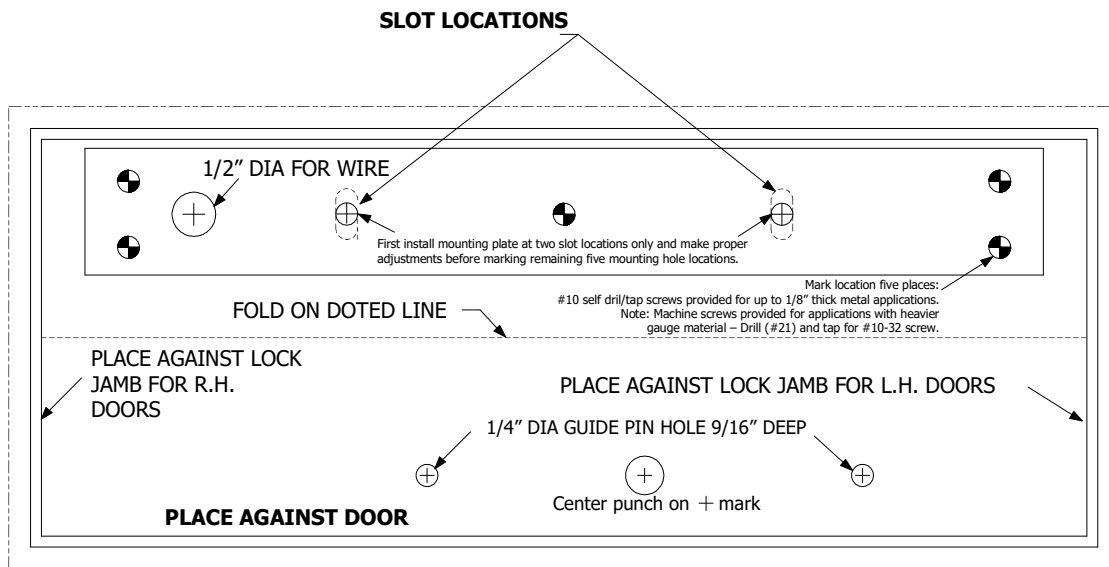 SLOT LOCATIONS
1/2” DIA FOR WIRE
First install mounting plate at two slot locations only and make proper
adjustments before marking remaining five mounting hole locations.
Mark location five places:
#10 self dril/tap screws provided for up to 1/8” thick metal applications.
Note: Machine screws provided for applications with heavier
gauge material – Drill (#21) and tap for #10-32 screw.
FOLD ON DOTED LINE
PLACE AGAINST LOCK
JAMB FOR R.H.
DOORS
PLACE AGAINST LOCK JAMB FOR L.H. DOORS
1/4” DIA GUIDE PIN HOLE 9/16” DEEP
Center punch on + mark
PLACE AGAINST DOOR